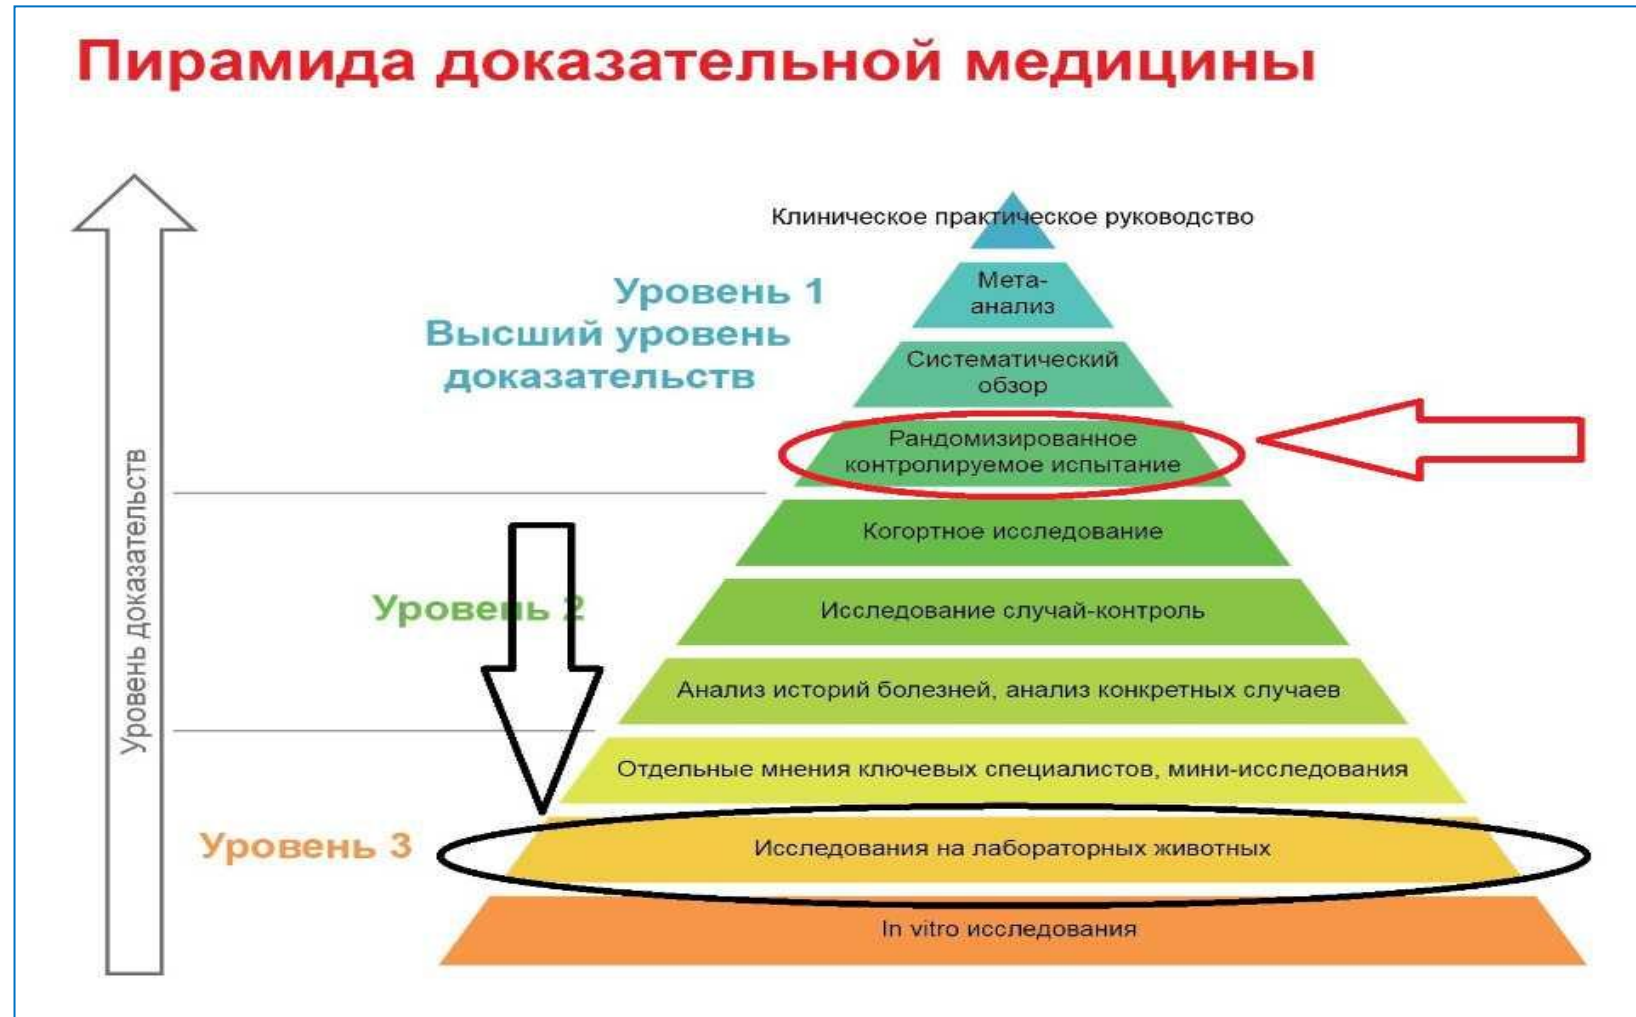 Пирамида доказательной медицины
Клиническое практическое руководство
Уровень 1
Высший уровень
доказательств
Мета-
анализ
Систематический
обзор
Рандомизированное
контролируемое испытание
Когортное исследование
Уровень 2
Исследование случай-контроль
Анализ историй болезней, анализ конкретных случаев
Отдельные мнения ключевых специалистов, мини-исследования
Уровень 3
Исследования на лабораторных животных
In vitro исследования
Уровень доказательств